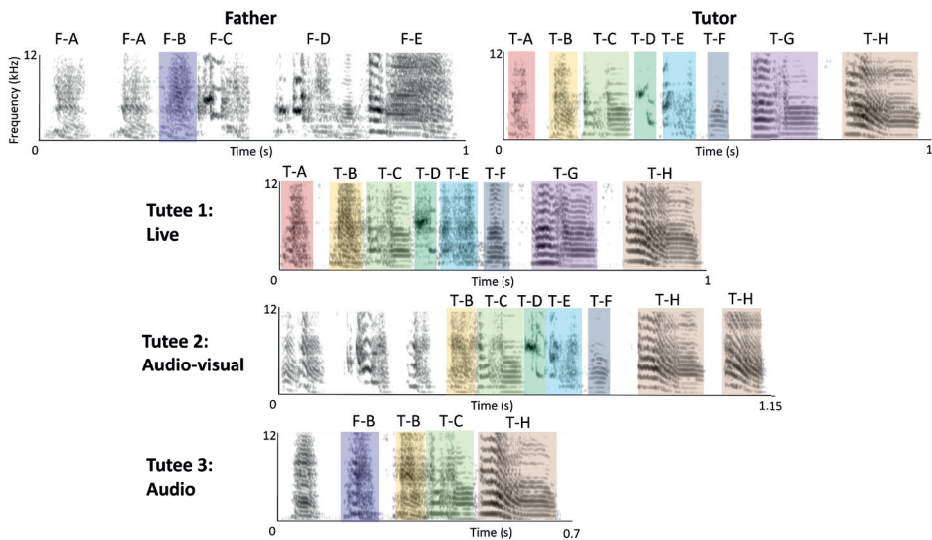 Father
F-A F-A F-B F-C F-D F-E
12
Frequency (kHz)
0 Time (s) 1
Tutor
T-A T-B T-C T-D T-E T-F T-G T-H
12
0 Time (s) 1
Tutee 1:
Live
T-A T-B T-C T-D T-E T-F T-G T-H
12
0 Time (s) 1
Tutee 2:
Audio-visual
T-B T-C T-D T-E T-F T-H T-H
12
0 Time (s) 1.15
Tutee 3:
Audio
F-B T-B T-C T-H
12
0 Time (s) 0.7